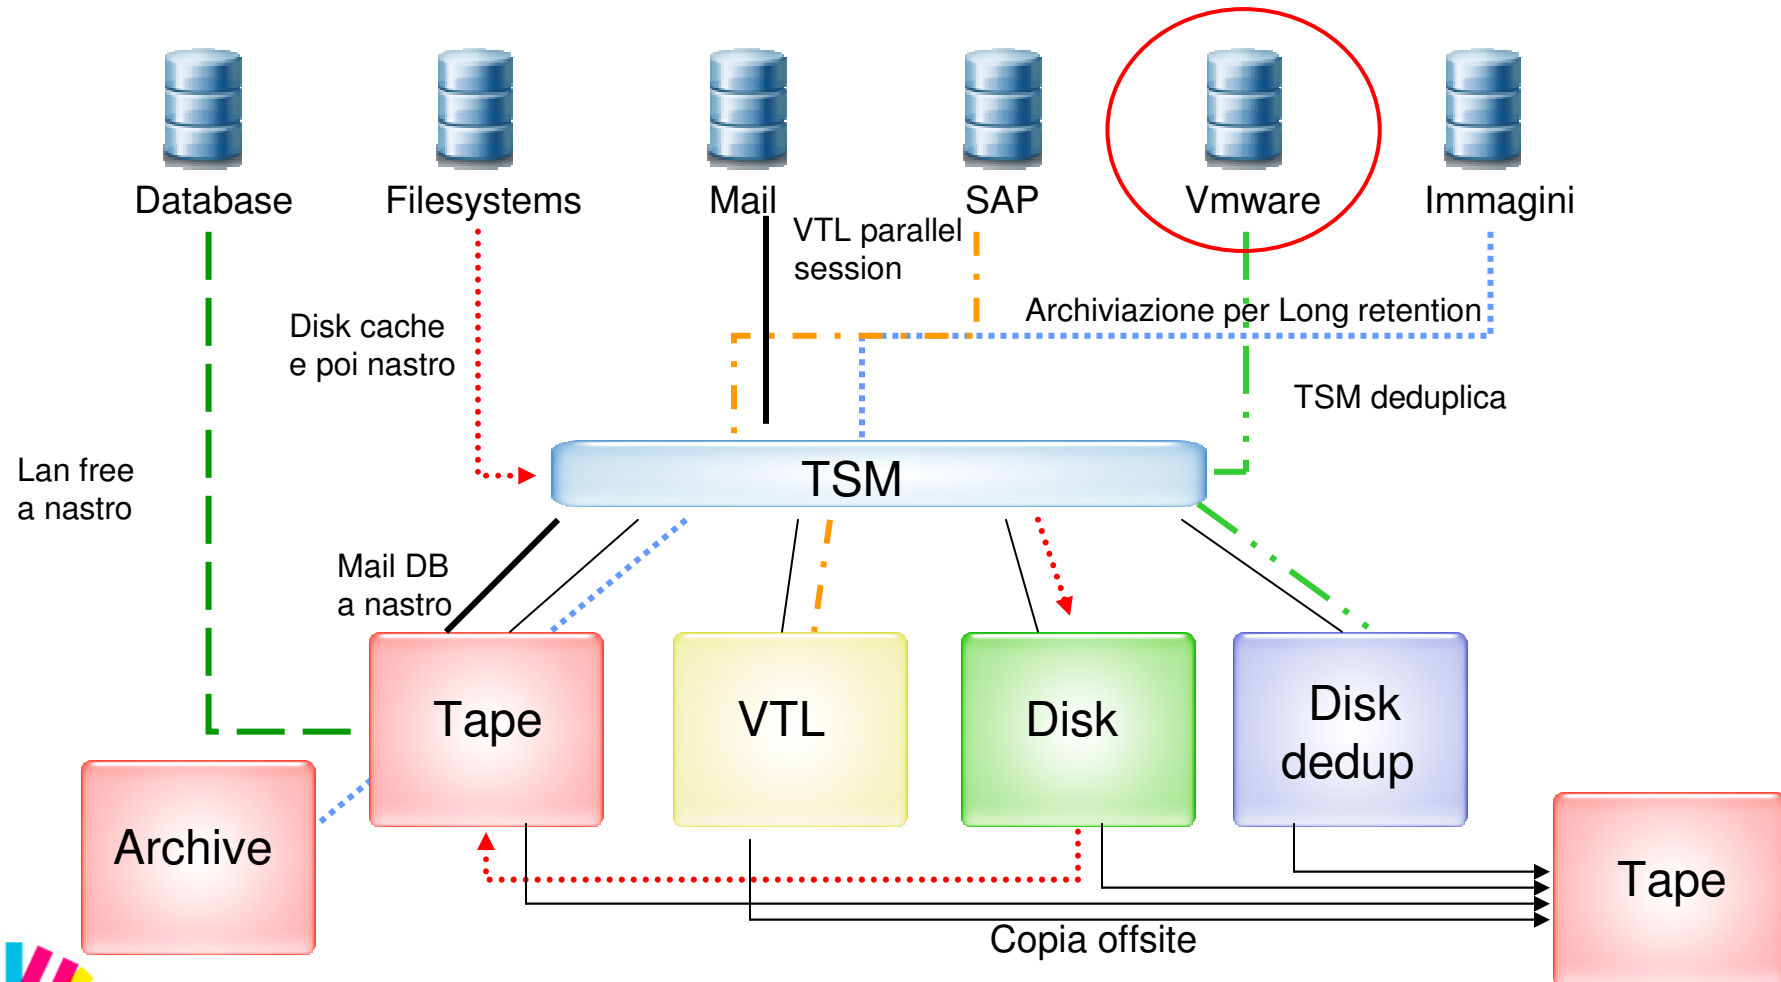 Database
Filesystems
Mail
SAP
Vmware
Immagini
VTL parallel
session
Archiviazione per Long retention
Disk cache
e poi nastro
TSM deduplica
Lan free
a nastro
TSM
Mail DB
a nastro
Tape
VTL
Disk
Disk
dedup
Archive
Tape
Copia offsite